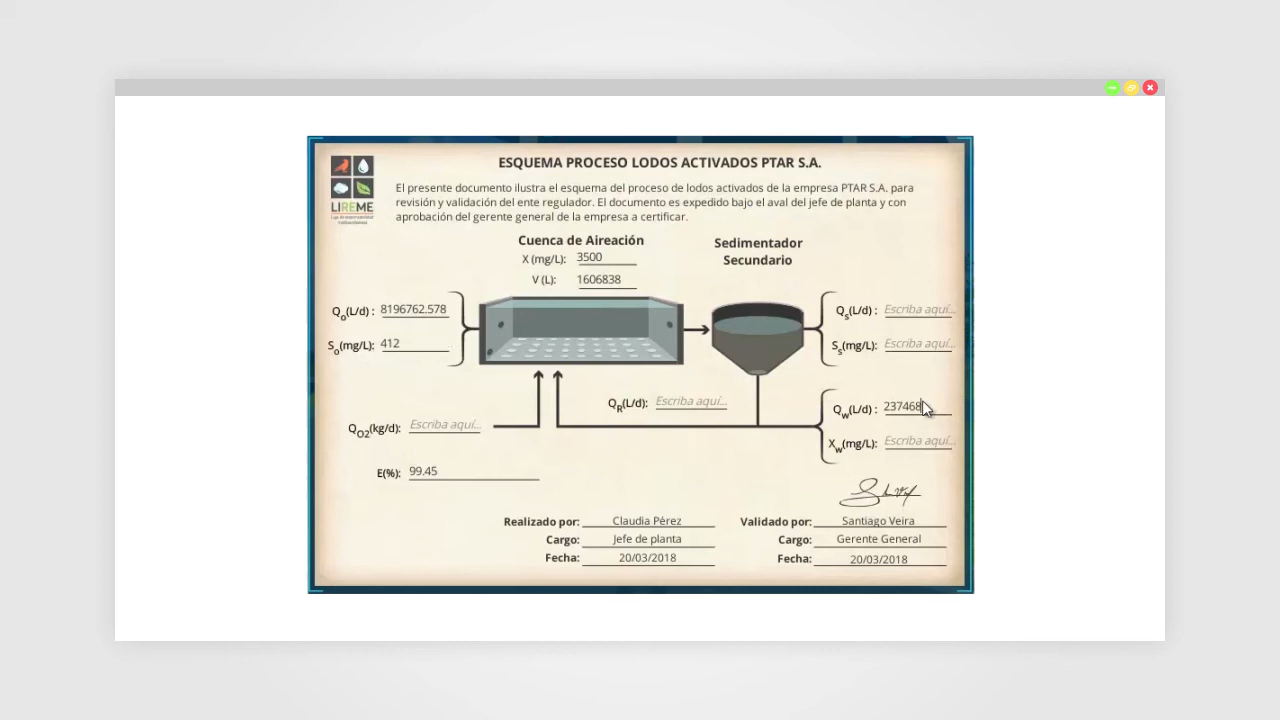 ESQUEMA PROCESO LODOS ACTIVADOS PTAR S.A.
El presente documento ilustra el esquema del proceso de lodos activados de la empresa PTAR S.A. para
revisión y validación del ente regulador. El documento es expedido bajo el aval del jefe de planta y con
aprobación del gerente general de la empresa a certificar.
LIREME
Cuenca de Aireación
X (mg/L): 3500
V (L): 1606838
Sedimentador
Secundario
Qo(L/d) : 8196762.578
So(mg/L): 412
Qs(L/d) : Escriba aquí...
Ss(mg/L): Escriba aquí...
QR(L/d): Escriba aquí...
Qw(L/d) : 237468
Xw(mg/L): Escriba aquí...
QO2(kg/d): Escriba aquí...
E(%): 99.45
Realizado por: Claudia Pérez
Cargo: Jefe de planta
Fecha: 20/03/2018
Validado por: Santiago Veira
Cargo: Gerente General
Fecha: 20/03/2018